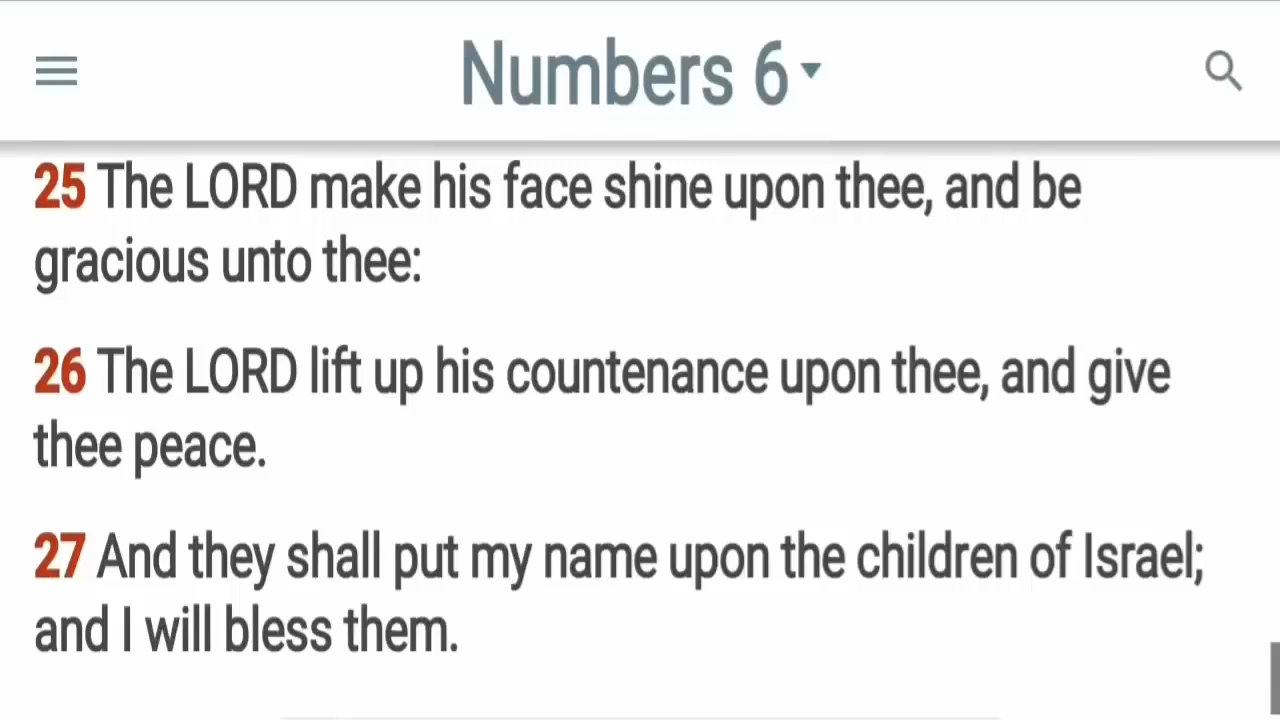 Numbers 6
25 The LORD make his face shine upon thee, and be
gracious unto thee:
26 The LORD lift up his countenance upon thee, and give
thee peace.
27 And they shall put my name upon the children of Israel;
and I will bless them.